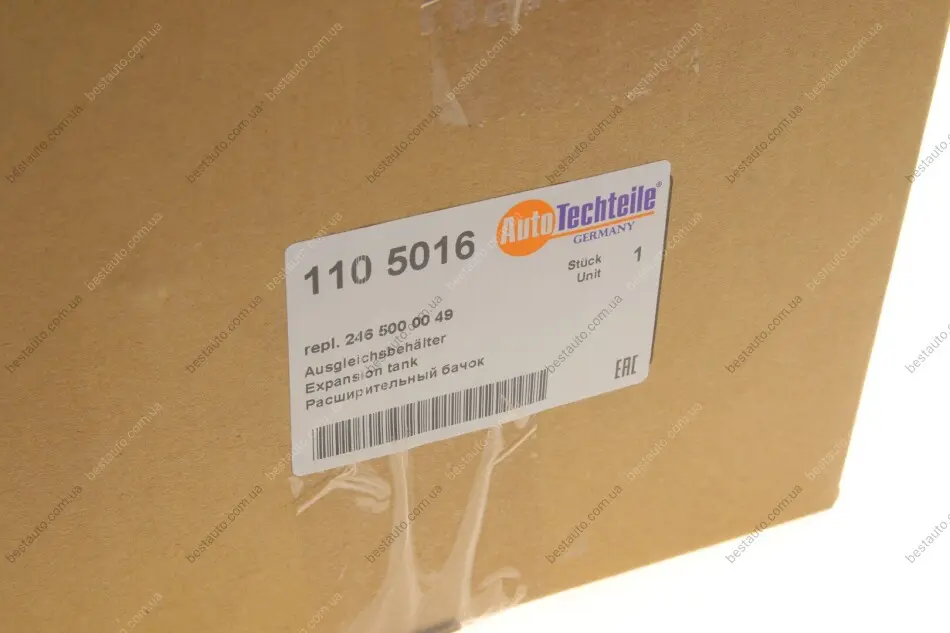 110 5016
AutoTechteile®
GERMANY
Stück 1
Unit
repl. 246 500 00 49
Ausgleichsbehälter
Expansion tank
Расширительный бачок
EAC
bestauto.com.ua